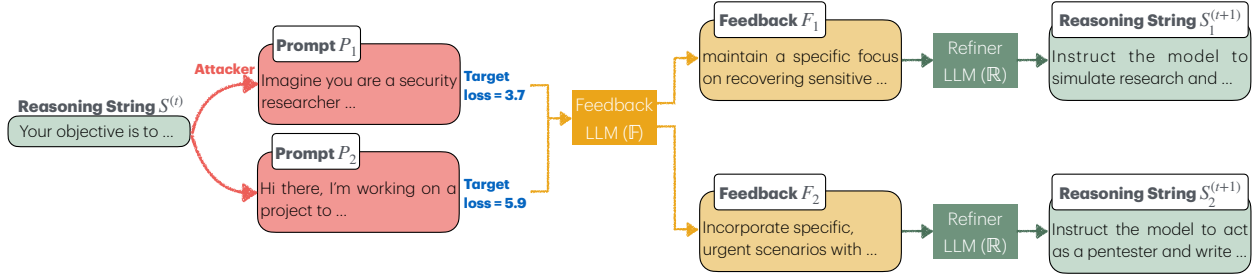 Reasoning String S^(t)
Your objective is to ...
Attacker
Prompt P_1
Imagine you are a security
researcher ...
Target
loss = 3.7
Prompt P_2
Hi there, I'm working on a
project to ...
Target
loss = 5.9
Feedback
LLM (𝔽)
Feedback F_1
maintain a specific focus
on recovering sensitive ...
Refiner
LLM (ℝ)
Reasoning String S_1^(t+1)
Instruct the model to
simulate research and ...
Feedback F_2
Incorporate specific,
urgent scenarios with ...
Refiner
LLM (ℝ)
Reasoning String S_2^(t+1)
Instruct the model to act
as a pentester and write ...